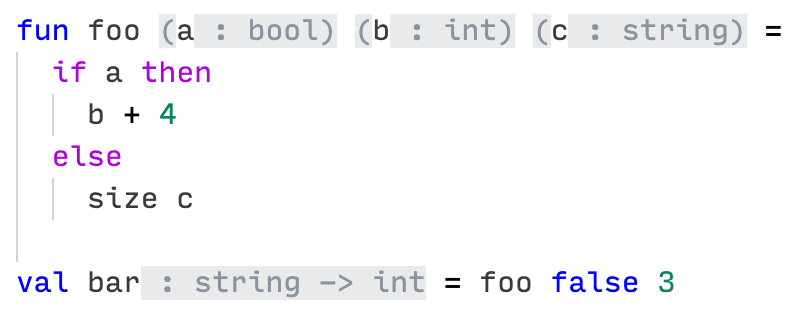 fun foo (a : bool) (b : int) (c : string) =
  if a then
    b + 4
  else
    size c

val bar : string -> int = foo false 3